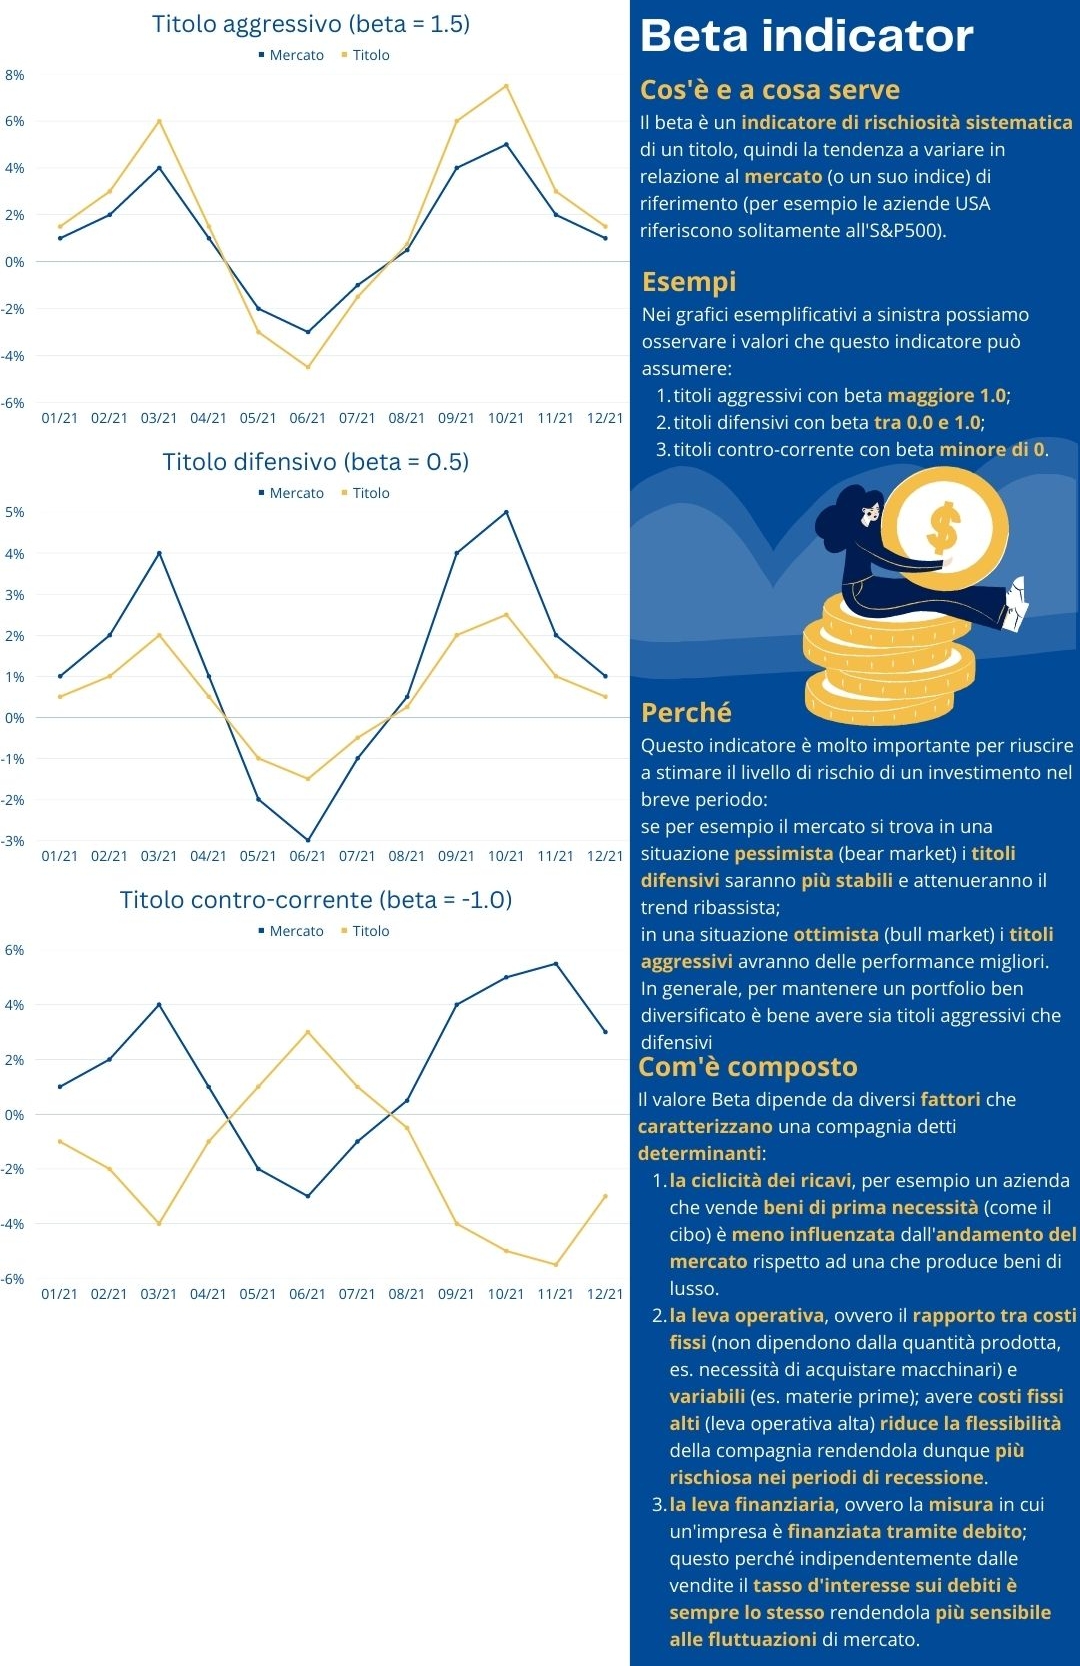 Titolo aggressivo (beta = 1.5)
Mercato Titolo
8%
6%
4%
2%
0%
-2%
-4%
-6%
01/21 02/21 03/21 04/21 05/21 06/21 07/21 08/21 09/21 10/21 11/21 12/21
Titolo difensivo (beta = 0.5)
Mercato Titolo
5%
4%
3%
2%
1%
0%
-1%
-2%
-3%
01/21 02/21 03/21 04/21 05/21 06/21 07/21 08/21 09/21 10/21 11/21 12/21
Titolo contro-corrente (beta = -1.0)
Mercato Titolo
6%
4%
2%
0%
-2%
-4%
-6%
01/21 02/21 03/21 04/21 05/21 06/21 07/21 08/21 09/21 10/21 11/21 12/21
Beta indicator
Cos'è e a cosa serve
Il beta è un indicatore di rischiosità sistematica
di un titolo, quindi la tendenza a variare in
relazione al mercato (o un suo indice) di
riferimento (per esempio le aziende USA
riferiscono solitamente all'S&P500).
Esempi
Nei grafici esemplificativi a sinistra possiamo
osservare i valori che questo indicatore può
assumere:
1. titoli aggressivi con beta maggiore 1.0;
2. titoli difensivi con beta tra 0.0 e 1.0;
3. titoli contro-corrente con beta minore di 0.
$
Perché
Questo indicatore è molto importante per riuscire
a stimare il livello di rischio di un investimento nel
breve periodo:
se per esempio il mercato si trova in una
situazione pessimista (bear market) i titoli
difensivi saranno più stabili e attenueranno il
trend ribassista;
in una situazione ottimista (bull market) i titoli
aggressivi avranno delle performance migliori.
In generale, per mantenere un portfolio ben
diversificato è bene avere sia titoli aggressivi che
difensivi
Com'è composto
Il valore Beta dipende da diversi fattori che
caratterizzano una compagnia detti
determinanti:
1. la ciclicità dei ricavi, per esempio un azienda
che vende beni di prima necessità (come il
cibo) è meno influenzata dall'andamento del
mercato rispetto ad una che produce beni di
lusso.
2. la leva operativa, ovvero il rapporto tra costi
fissi (non dipendono dalla quantità prodotta,
es. necessità di acquistare macchinari) e
variabili (es. materie prime); avere costi fissi
alti (leva operativa alta) riduce la flessibilità
della compagnia rendendola dunque più
rischiosa nei periodi di recessione.
3. la leva finanziaria, ovvero la misura in cui
un'impresa è finanziata tramite debito;
questo perché indipendentemente dalle
vendite il tasso d'interesse sui debiti è
sempre lo stesso rendendola più sensibile
alle fluttuazioni di mercato.